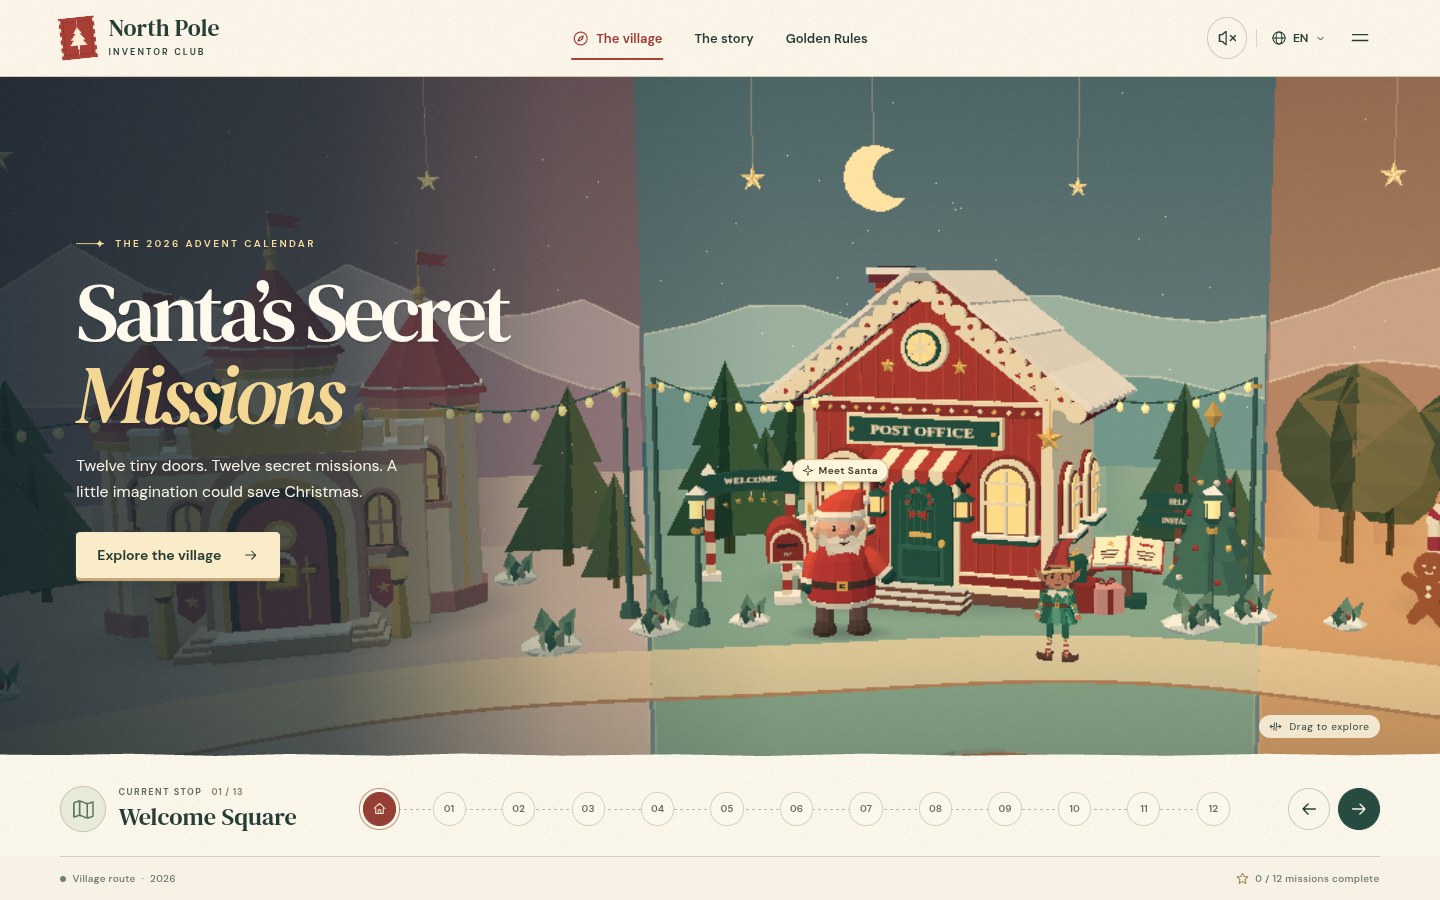 North Pole
INVENTOR CLUB
The village
The story
Golden Rules
EN
THE 2026 ADVENT CALENDAR
Santa’s Secret
Missions
Twelve tiny doors. Twelve secret missions. A
little imagination could save Christmas.
Explore the village
POST OFFICE
WELCOME
Meet Santa
HELP
Drag to explore
CURRENT STOP 01 / 13
Welcome Square
01 02 03 04 05 06 07 08 09 10 11 12
Village route · 2026
0 / 12 missions complete